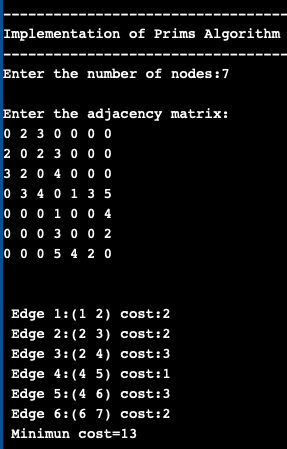 --------------------------------
Implementation of Prims Algorithm
--------------------------------
Enter the number of nodes:7
Enter the adjacency matrix:
0 2 3 0 0 0 0
2 0 2 3 0 0 0
3 2 0 4 0 0 0
0 3 4 0 1 3 5
0 0 0 1 0 0 4
0 0 0 3 0 0 2
0 0 0 5 4 2 0
Edge 1:(1 2) cost:2
Edge 2:(2 3) cost:2
Edge 3:(2 4) cost:3
Edge 4:(4 5) cost:1
Edge 5:(4 6) cost:3
Edge 6:(6 7) cost:2
Minimun cost=13